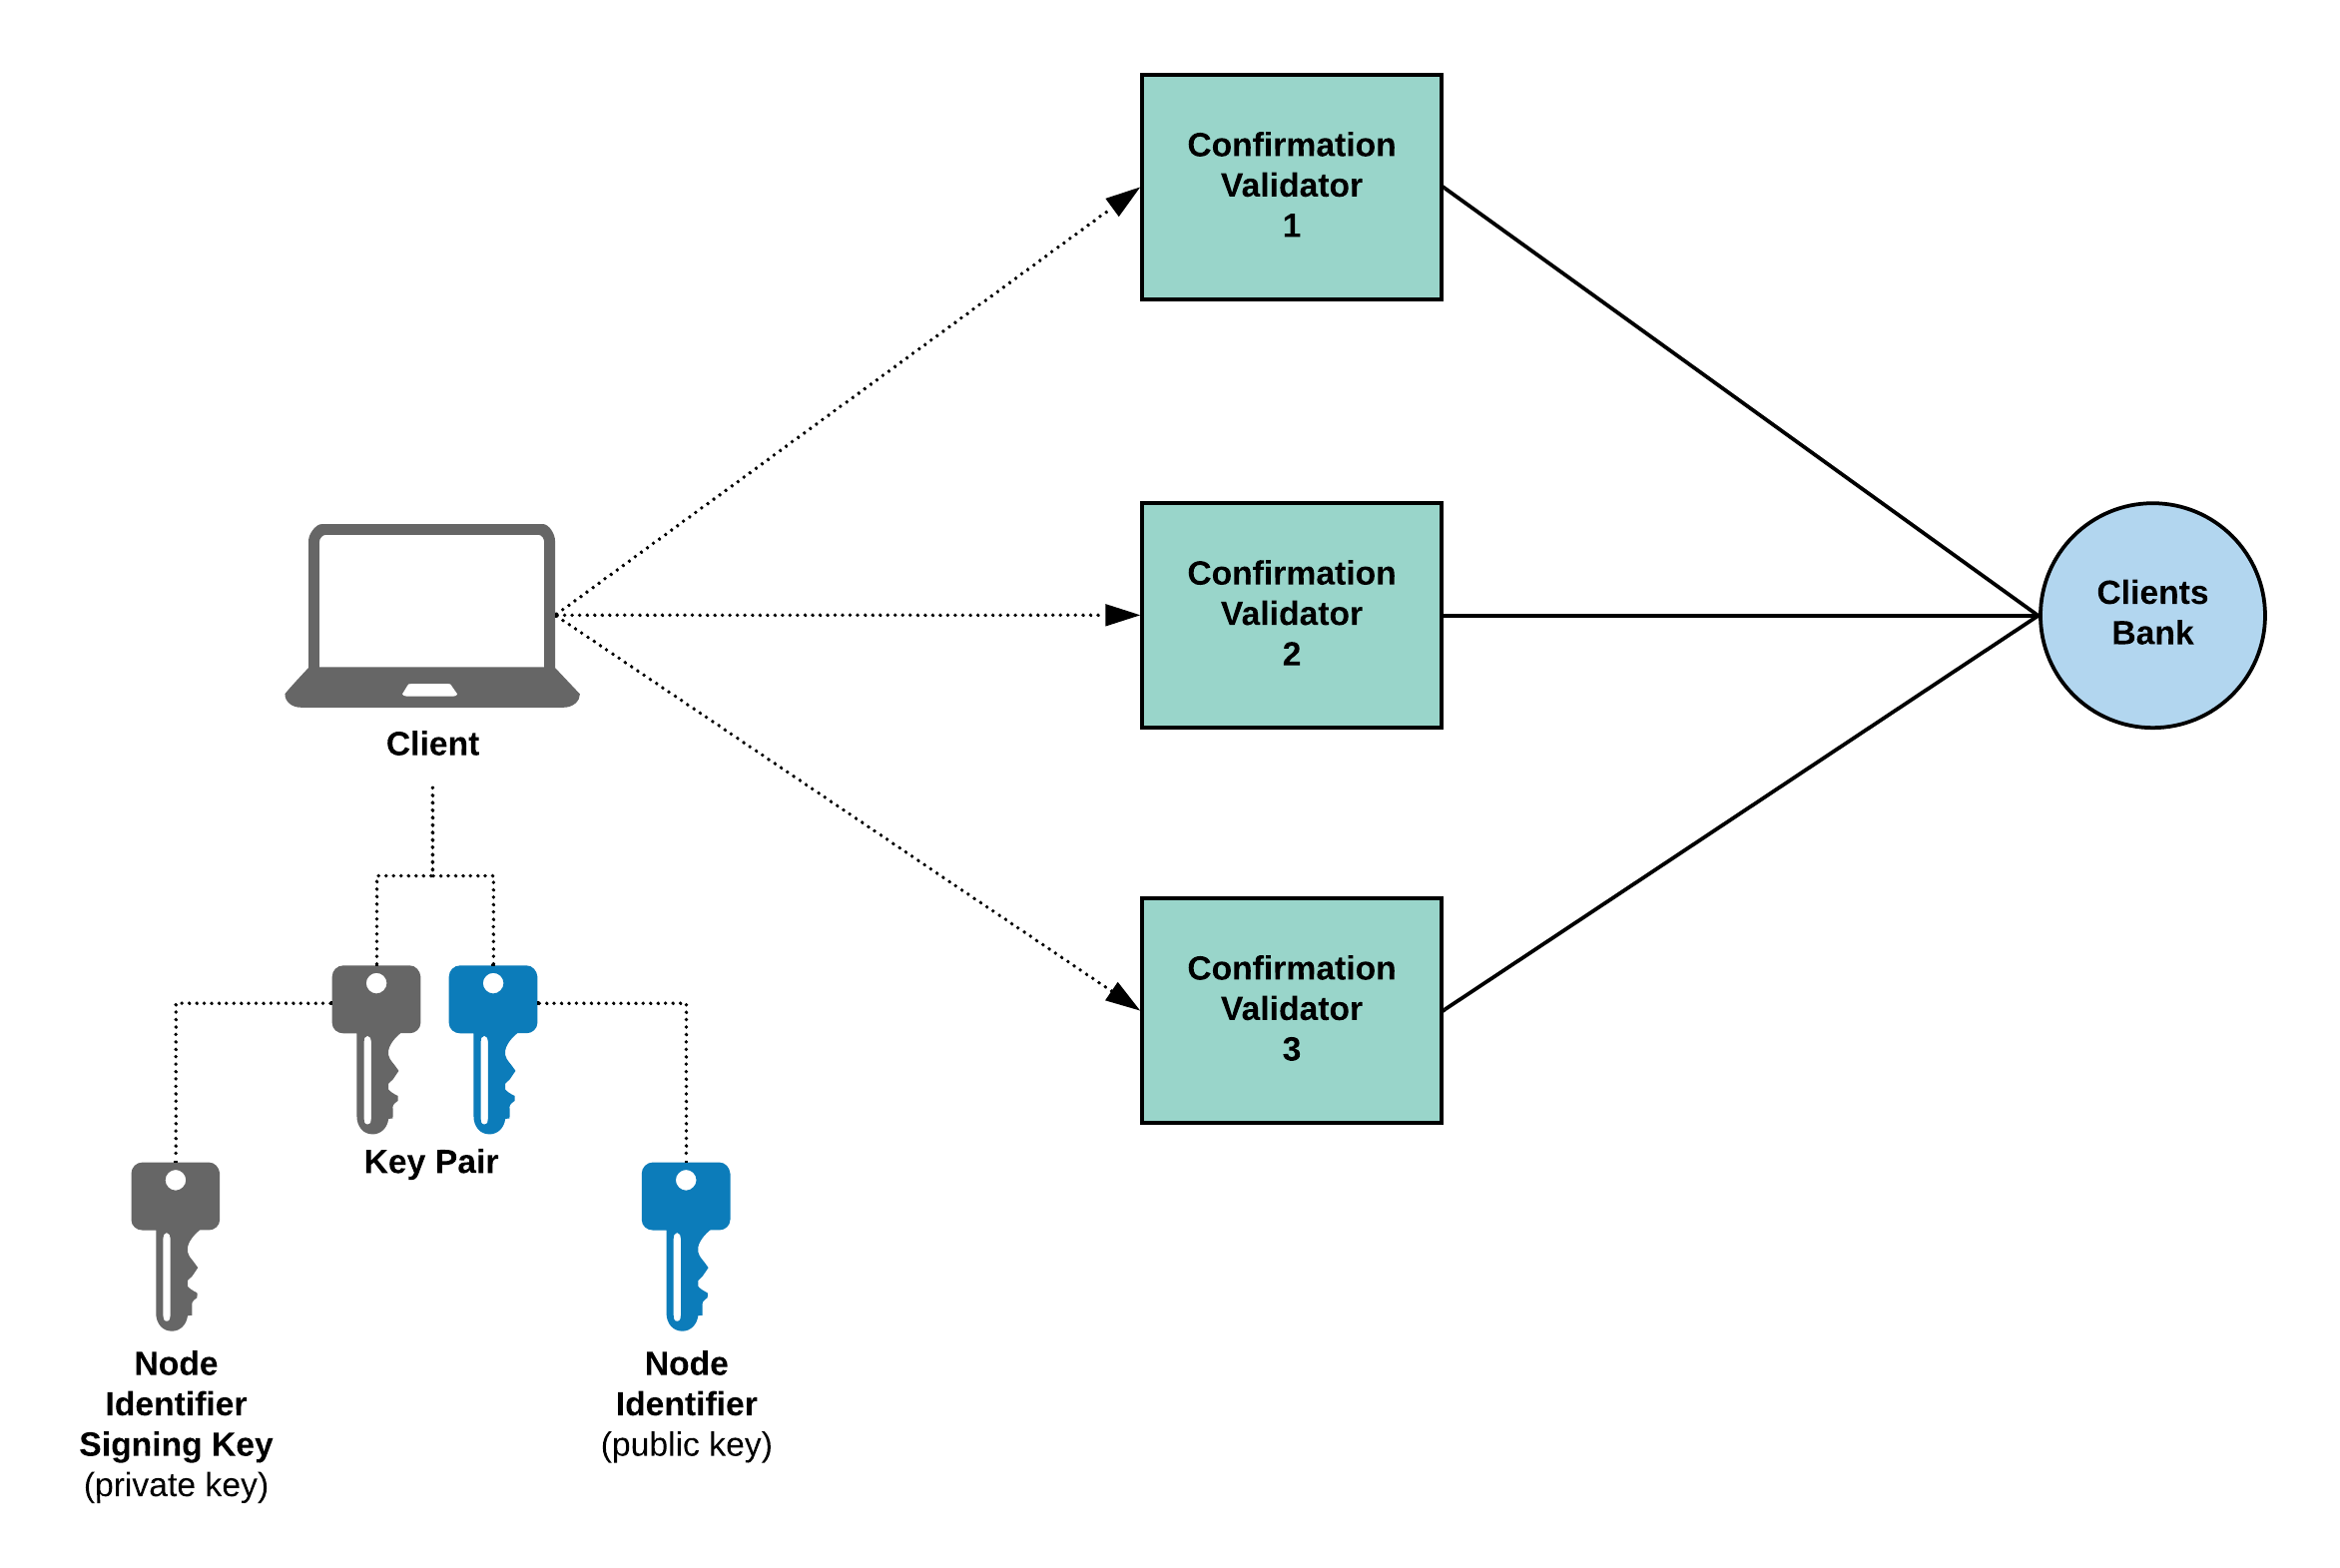 Confirmation
Validator
1
Confirmation
Validator
2
Clients
Bank
Client
Confirmation
Validator
3
Key Pair
Node
Identifier
Signing Key
(private key)
Node
Identifier
(public key)